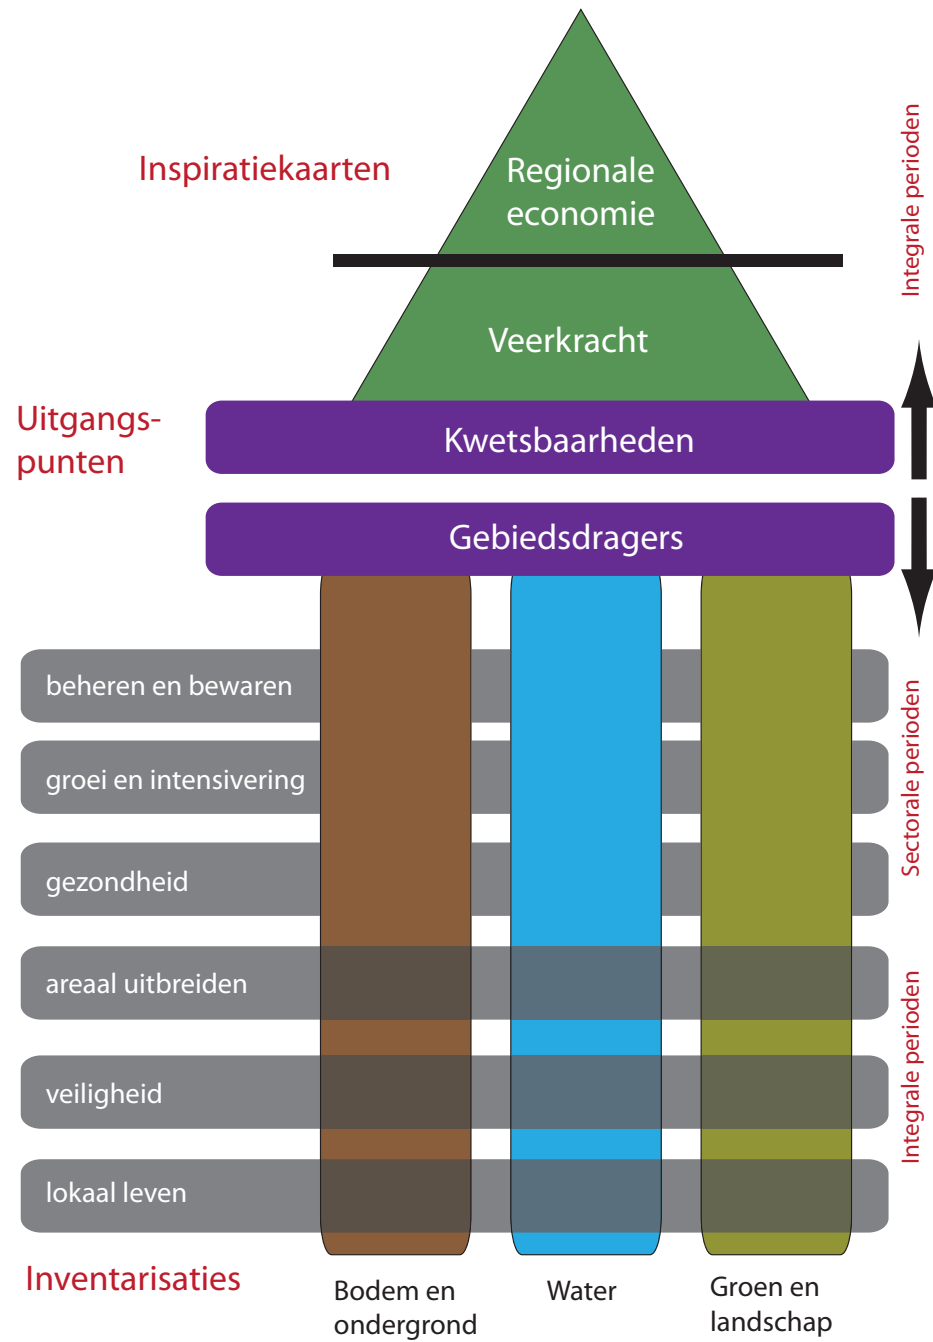 Inspiratiekaarten
Regionale
economie
Integrale perioden
Veerkracht
Uitgangs-
punten
Kwetsbaarheden
Gebiedsdragers
beheren en bewaren
groei en intensivering
gezondheid
Sectorale perioden
areaal uitbreiden
veiligheid
lokaal leven
Integrale perioden
Inventarisaties
Bodem en
ondergrond
Water
Groen en
landschap